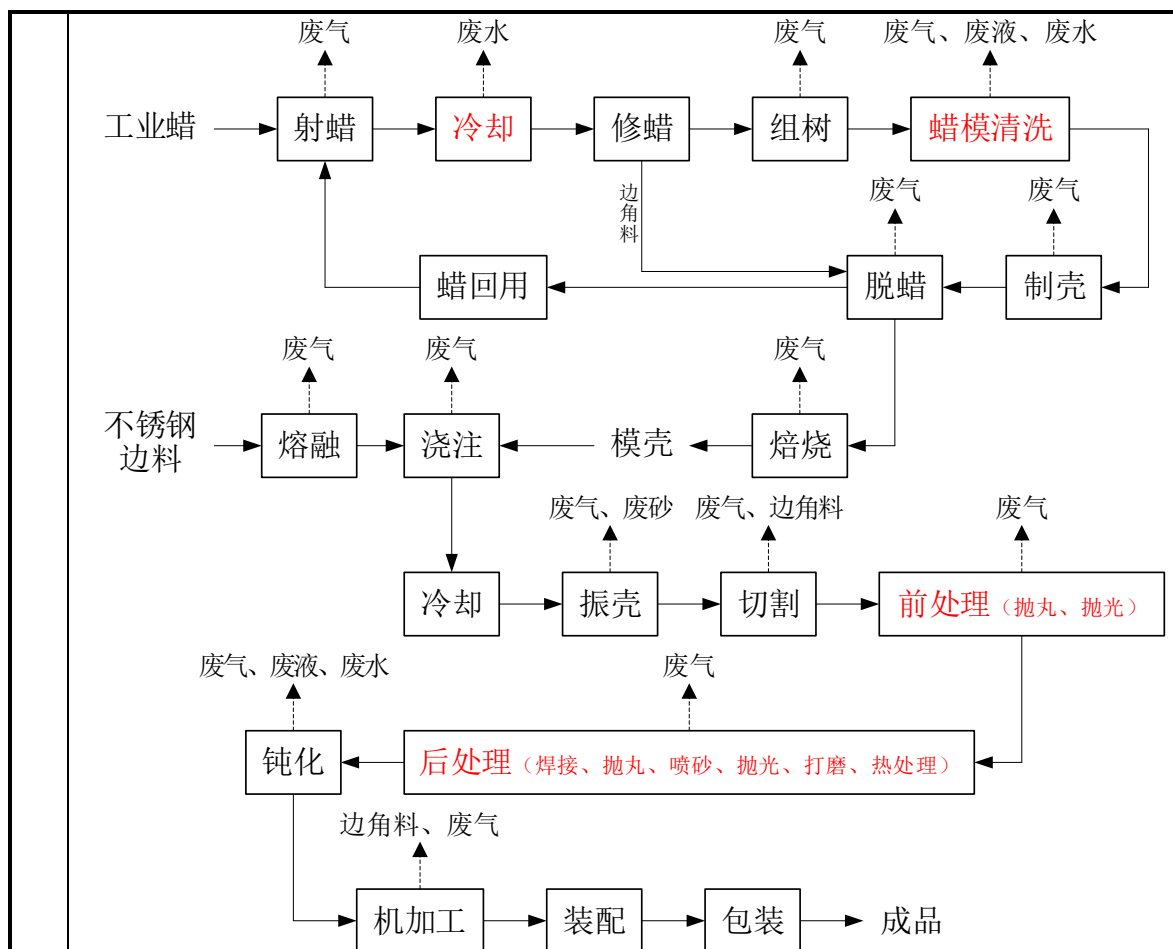 废气
废水
废气
废气、废液、废水
工业蜡
射蜡
冷却
修蜡
组树
蜡模清洗
边角料
废气
废气
蜡回用
脱蜡
制壳
废气
废气
废气
不锈钢
边料
熔融
浇注
模壳
焙烧
废气、废砂
废气、边角料
废气
冷却
振壳
切割
前处理（抛丸、抛光）
废气、废液、废水
废气
钝化
后处理（焊接、抛丸、喷砂、抛光、打磨、热处理）
边角料、废气
机加工
装配
包装
成品